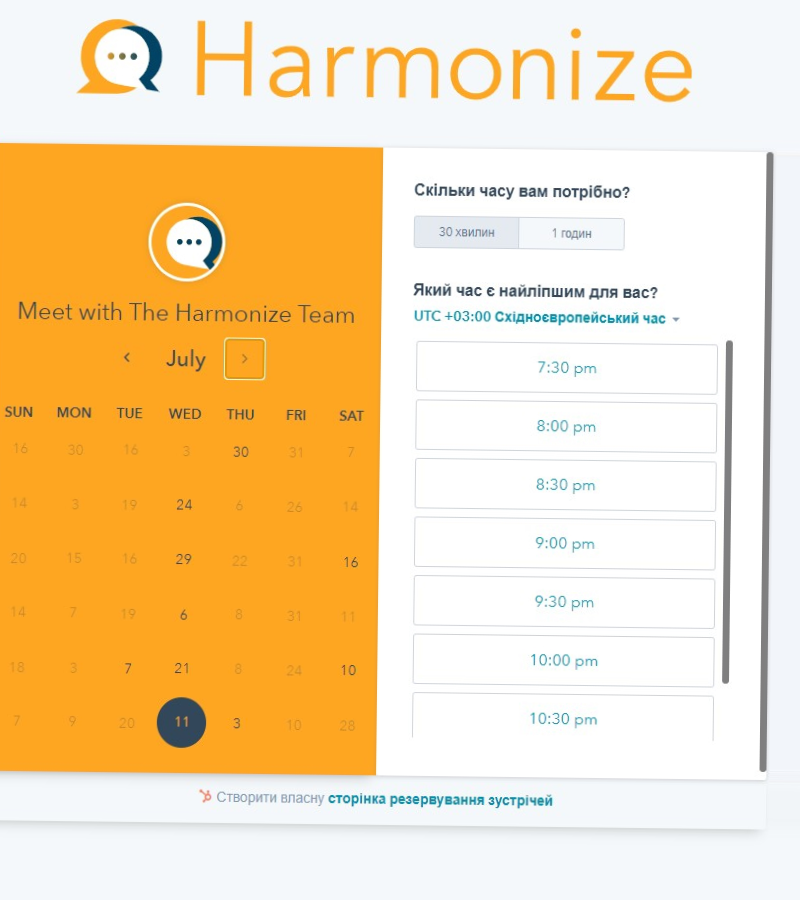 Harmonize
Meet with The Harmonize Team
July
SUN MON TUE WED THU FRI SAT
16 30 16 3 30 31 7
14 3 19 24 6 26 14
20 15 16 29 22 31 16
14 7 19 6 8 31 11
18 3 7 21 8 24 10
7 9 20 11 3 10 28
Скільки часу вам потрібно?
30 хвилин 1 годин
Який час є найліпшим для вас?
UTC +03:00 Східноєвропейський час
7:30 pm
8:00 pm
8:30 pm
9:00 pm
9:30 pm
10:00 pm
10:30 pm
Створити власну сторінка резервування зустрічей